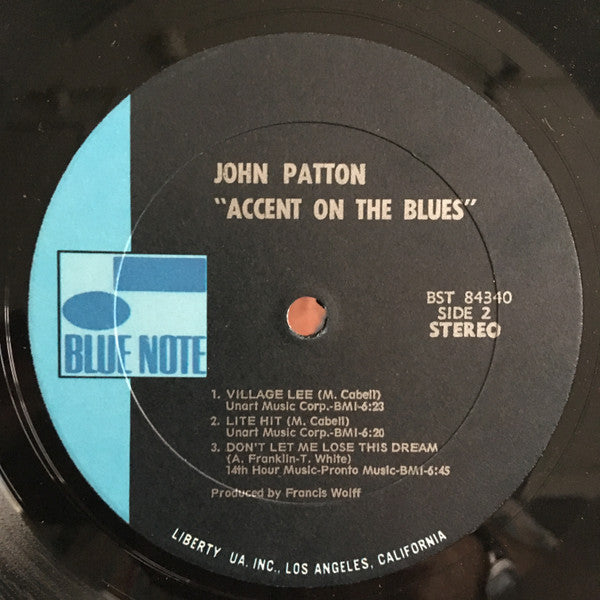 JOHN PATTON
"ACCENT ON THE BLUES"
BST 84340
SIDE 2
STEREO
BLUE NOTE
1. VILLAGE LEE (M. Cabell)
Unart Music Corp.-BMI-6:23
2. LITE HIT (M. Cabell)
Unart Music Corp.-BMI-6:20
3. DON'T LET ME LOSE THIS DREAM
(A. Franklin-T. White)
14th Hour Music-Pronto Music-BMI-6:45
Produced by Francis Wolff
LIBERTY UA, INC., LOS ANGELES, CALIFORNIA